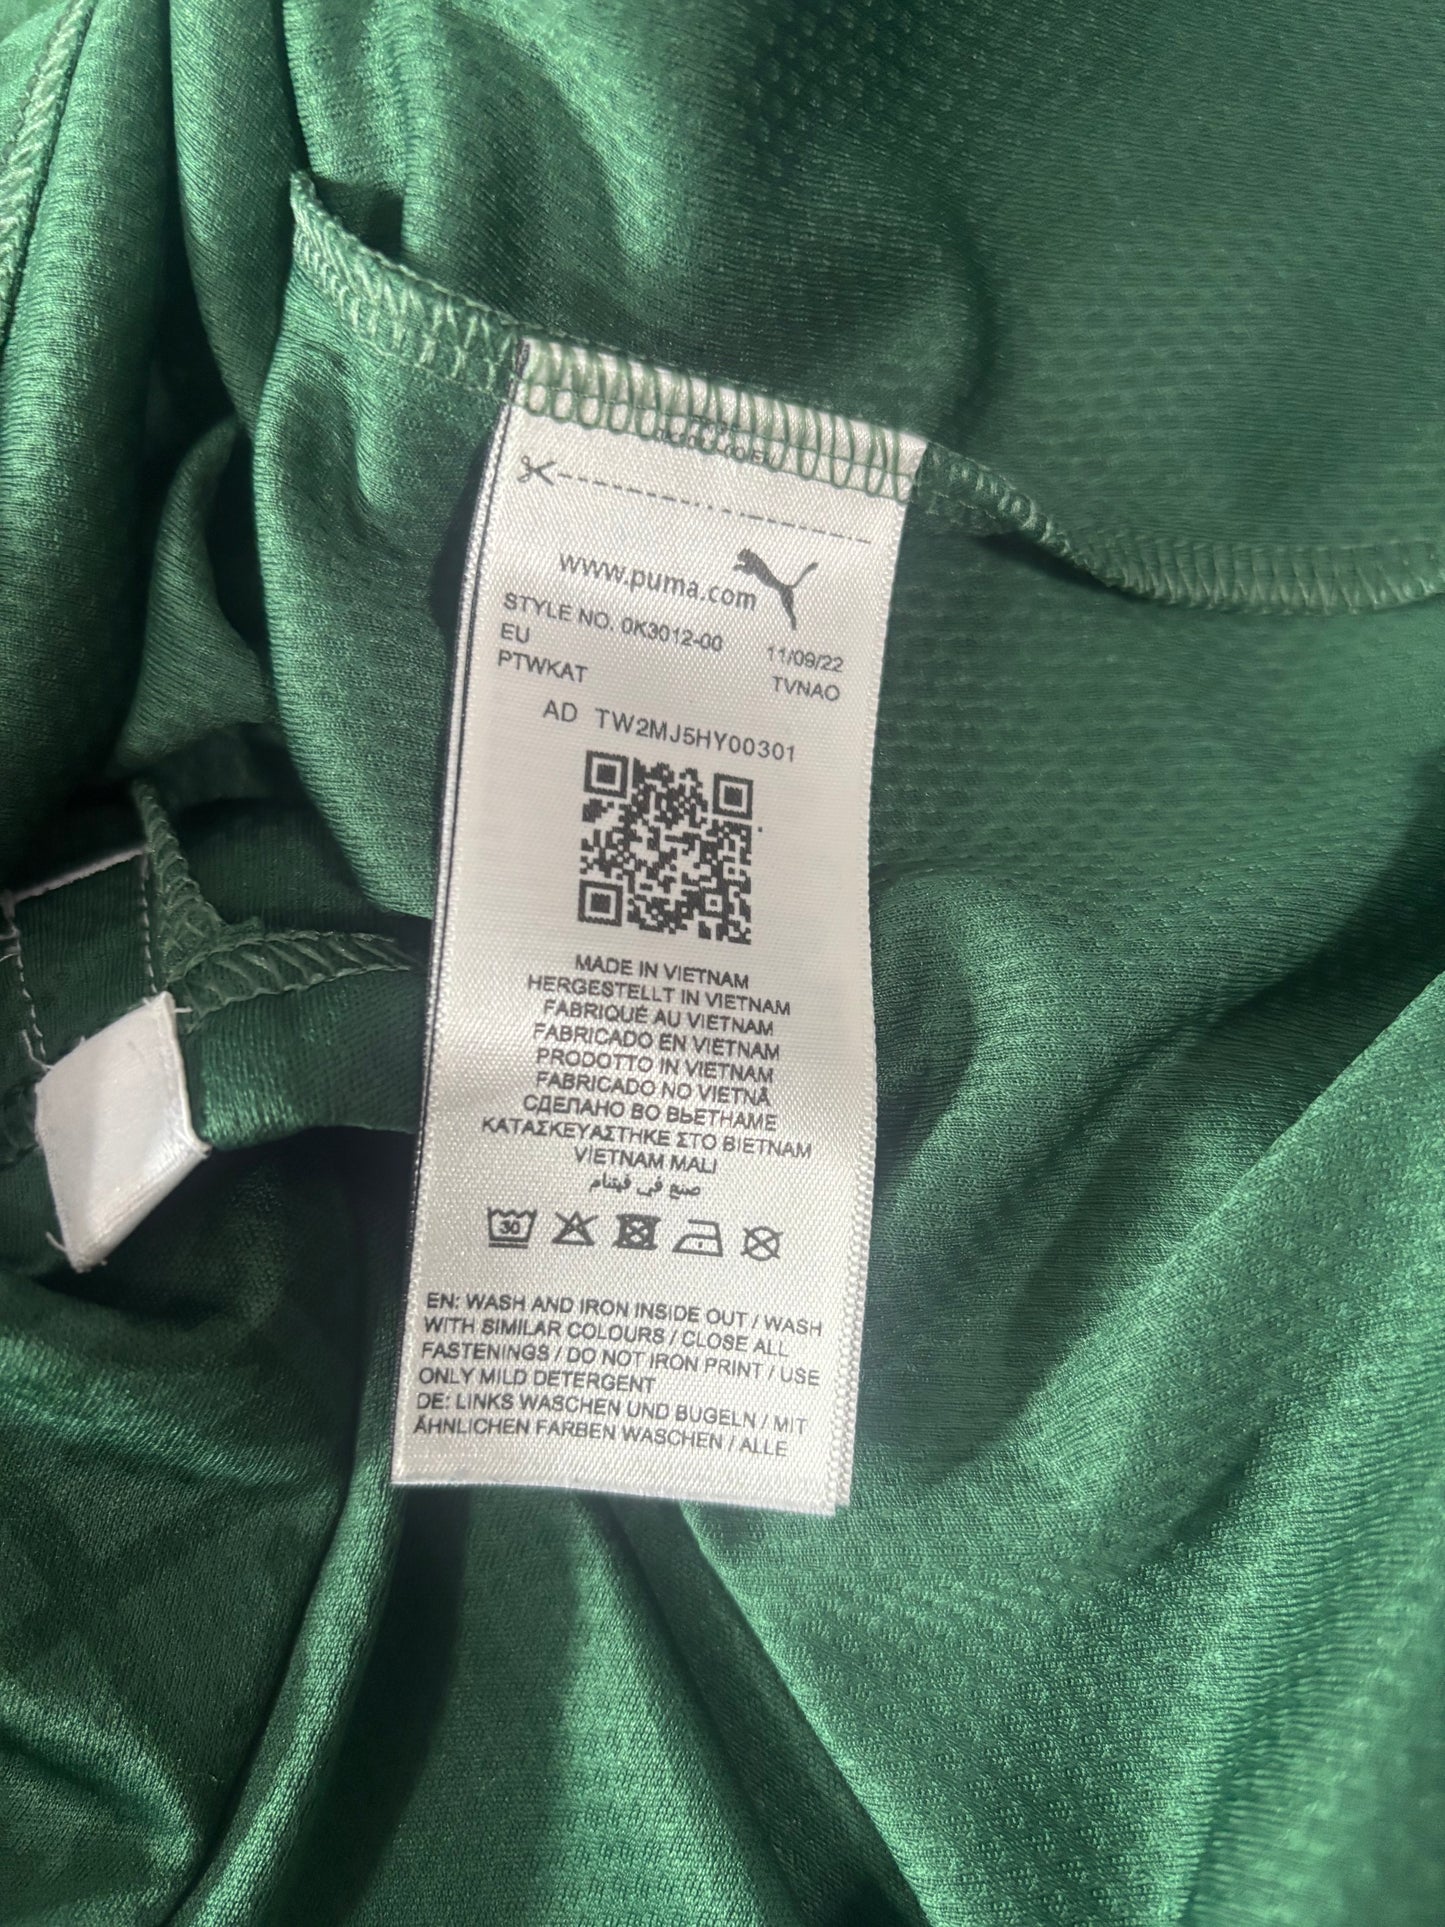 www.puma.com
STYLE NO. 0K3012-00
EU 11/09/22
PTWKAT TVNAO
AD TW2MJ5HY00301
MADE IN VIETNAM
HERGESTELLT IN VIETNAM
FABRIQUÉ AU VIETNAM
FABRICADO EN VIETNAM
PRODOTTO IN VIETNAM
FABRICADO NO VIETNÃ
СДЕЛАНО ВО ВЬЕТНАМЕ
ΚΑΤΑΣΚΕΥΑΣΤΗΚΕ ΣΤΟ ΒΙΕΤΝΑΜ
VIETNAM MALI
صنع في فيتنام
30
EN: WASH AND IRON INSIDE OUT / WASH
WITH SIMILAR COLOURS / CLOSE ALL
FASTENINGS / DO NOT IRON PRINT / USE
ONLY MILD DETERGENT
DE: LINKS WASCHEN UND BÜGELN / MIT
ÄHNLICHEN FARBEN WASCHEN / ALLE